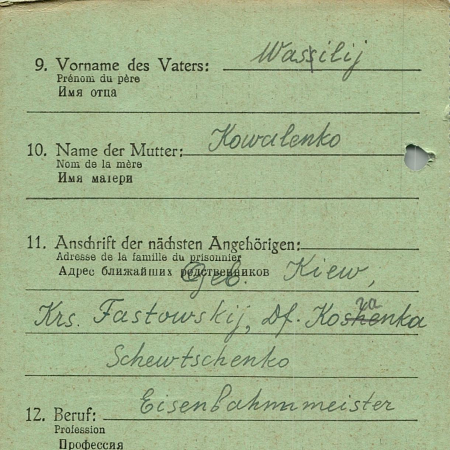 9. Vorname des Vaters: Wassilij
Prénom du père
Имя отца
10. Name der Mutter: Kowalenko
Nom de la mère
Имя матери
11. Anschrift der nächsten Angehörigen:
Adresse de la famille du prisonnier
Адрес ближайших родственников Geb. Kiew,
Krs. Fastowskij, Df. Koshenka
Schewtschenko
12. Beruf: Eisenbahnmeister
Profession
Профессия